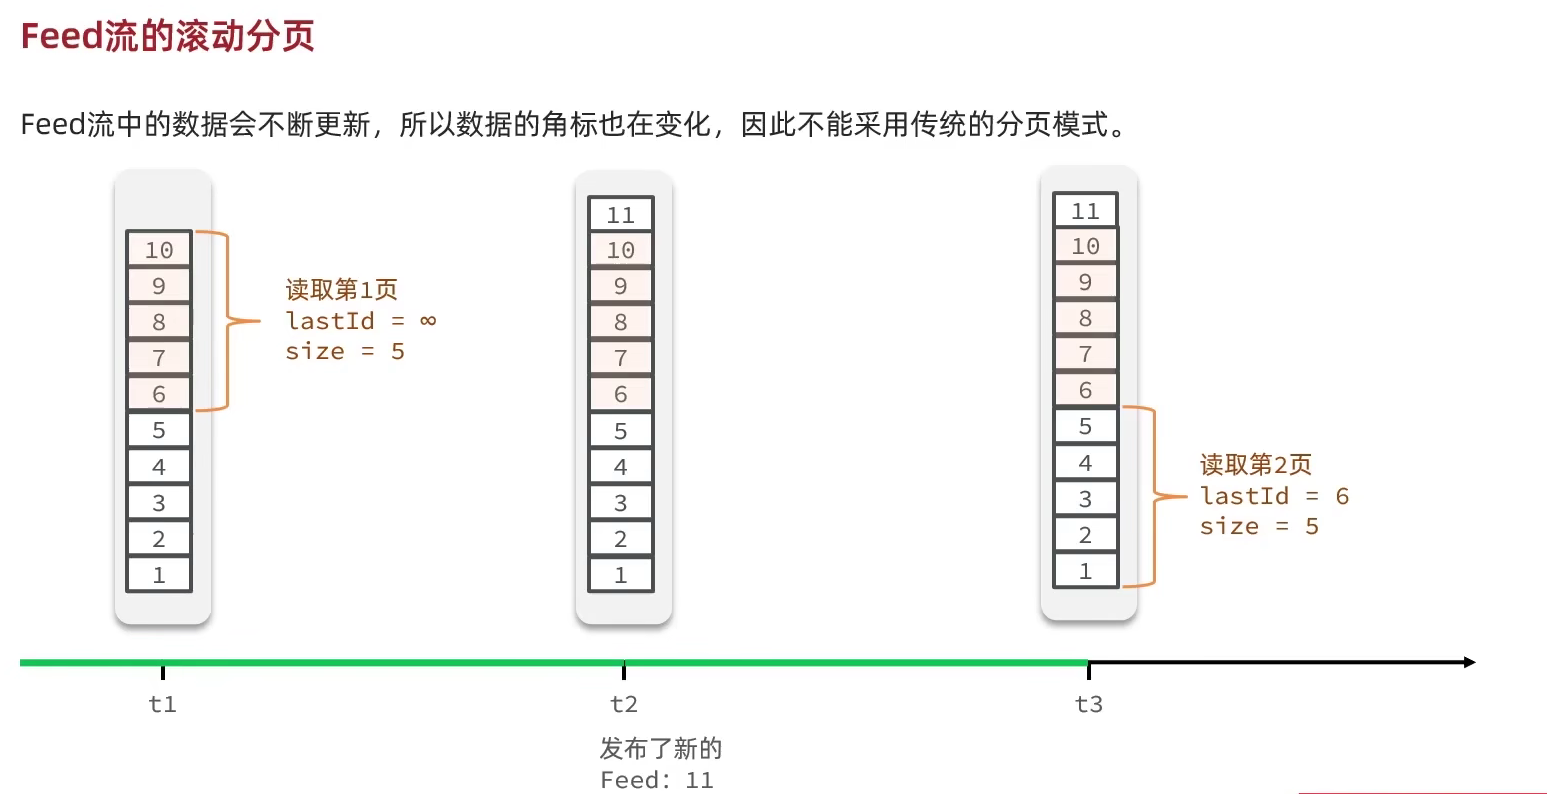 Feed流的滚动分页
Feed流中的数据会不断更新，所以数据的角标也在变化，因此不能采用传统的分页模式。
10
9
8
7
6
5
4
3
2
1
读取第1页
lastId = ∞
size = 5
11
10
9
8
7
6
5
4
3
2
1
11
10
9
8
7
6
5
4
3
2
1
读取第2页
lastId = 6
size = 5
t1
t2
t3
发布了新的
Feed：11